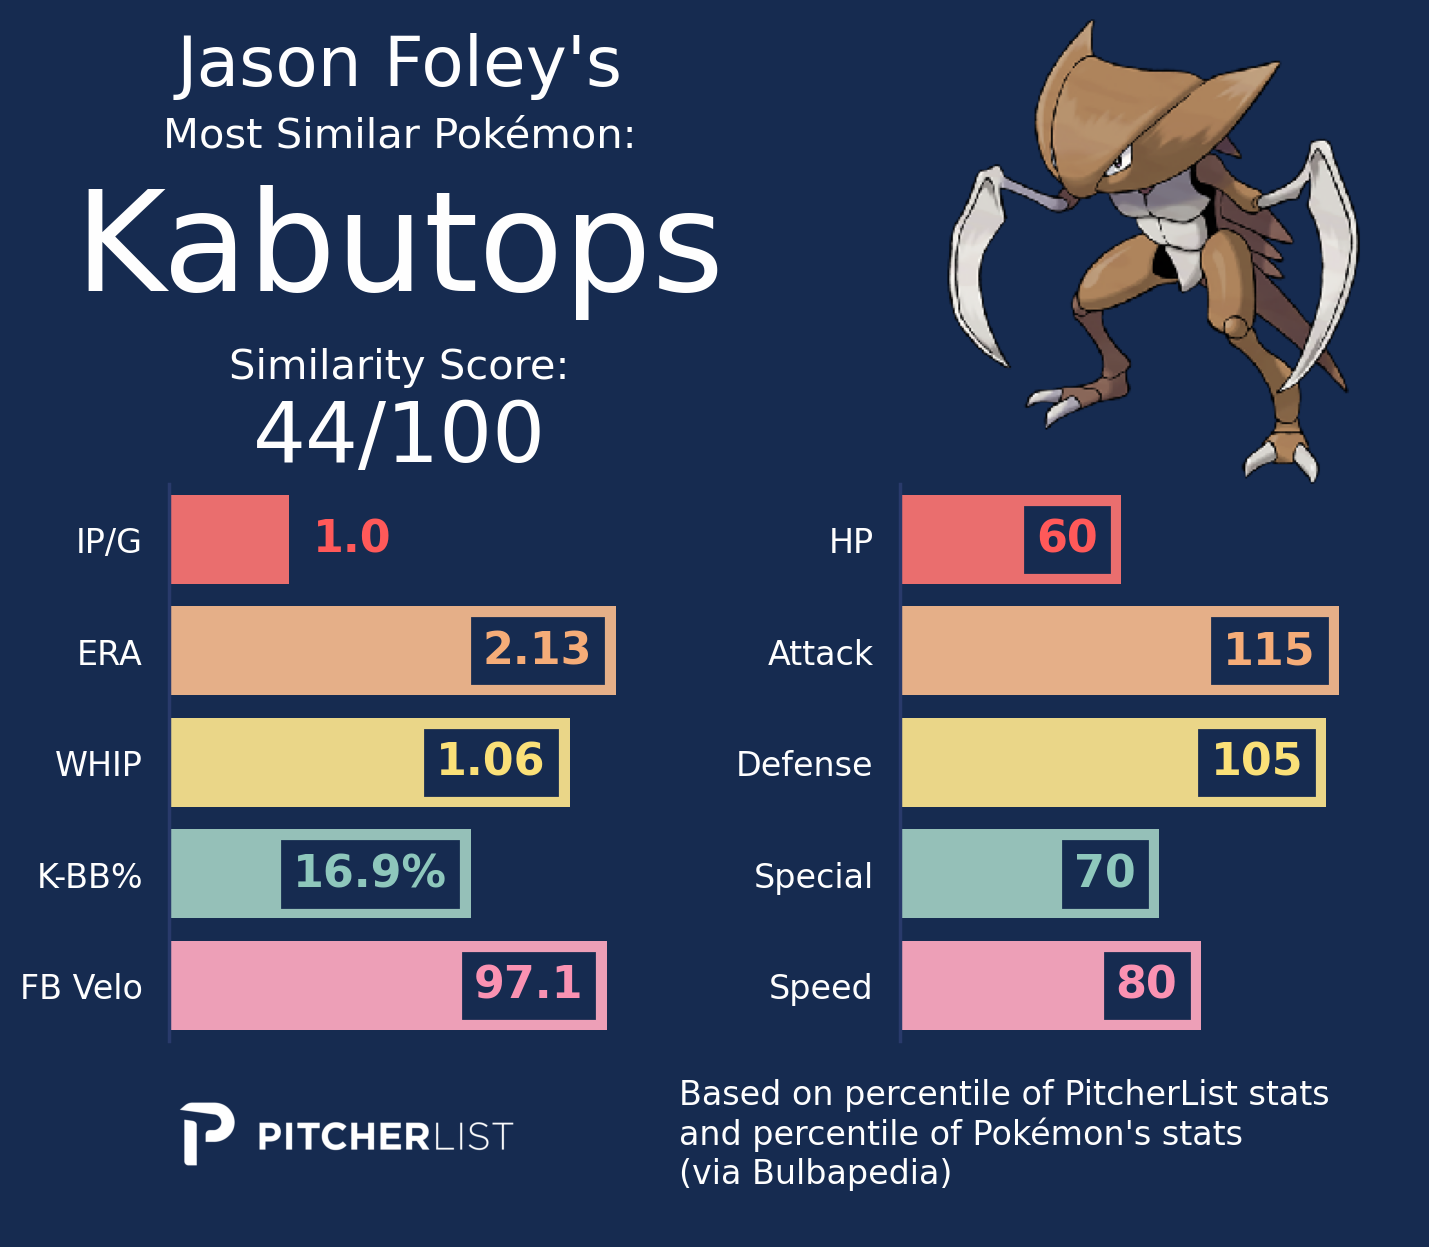 Jason Foley's
Most Similar Pokémon:
Kabutops
Similarity Score:
44/100
IP/G 1.0
ERA 2.13
WHIP 1.06
K-BB% 16.9%
FB Velo 97.1
HP 60
Attack 115
Defense 105
Special 70
Speed 80
PITCHERLIST
Based on percentile of PitcherList stats
and percentile of Pokémon's stats
(via Bulbapedia)